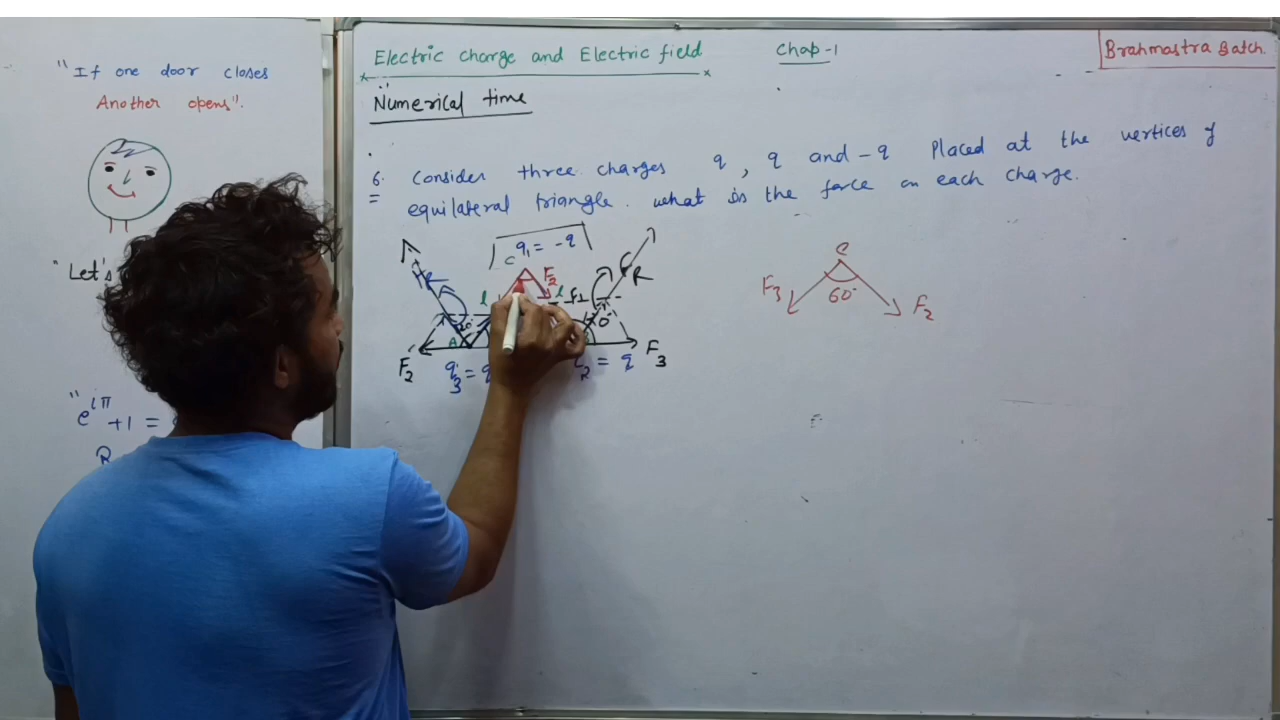 "If one door closes
Another opens".
"Let's
"e^iπ +1 =
Electric charge and Electric field
Chap-1
Brahmastra Batch.
Numerical time
6. Consider three charges q, q and -q Placed at the vertices of
equilateral triangle. what is the force on each charge.
C q₁ = -q
F₂
l
l
R
A
F₂
q₃ = q
= q
F₃
C
F₃
60°
F₂